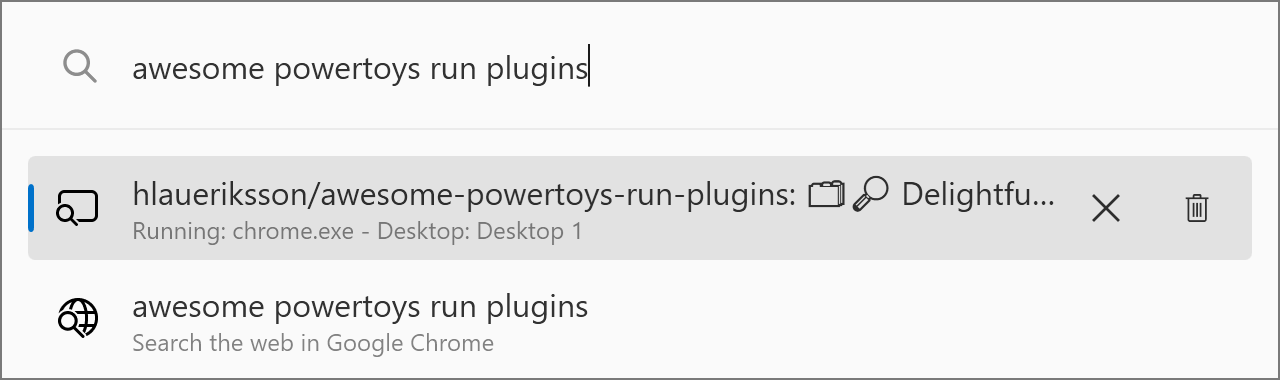 awesome powertoys run plugins
hlaueriksson/awesome-powertoys-run-plugins: 🗂️🔎 Delightfu...
Running: chrome.exe - Desktop: Desktop 1
awesome powertoys run plugins
Search the web in Google Chrome